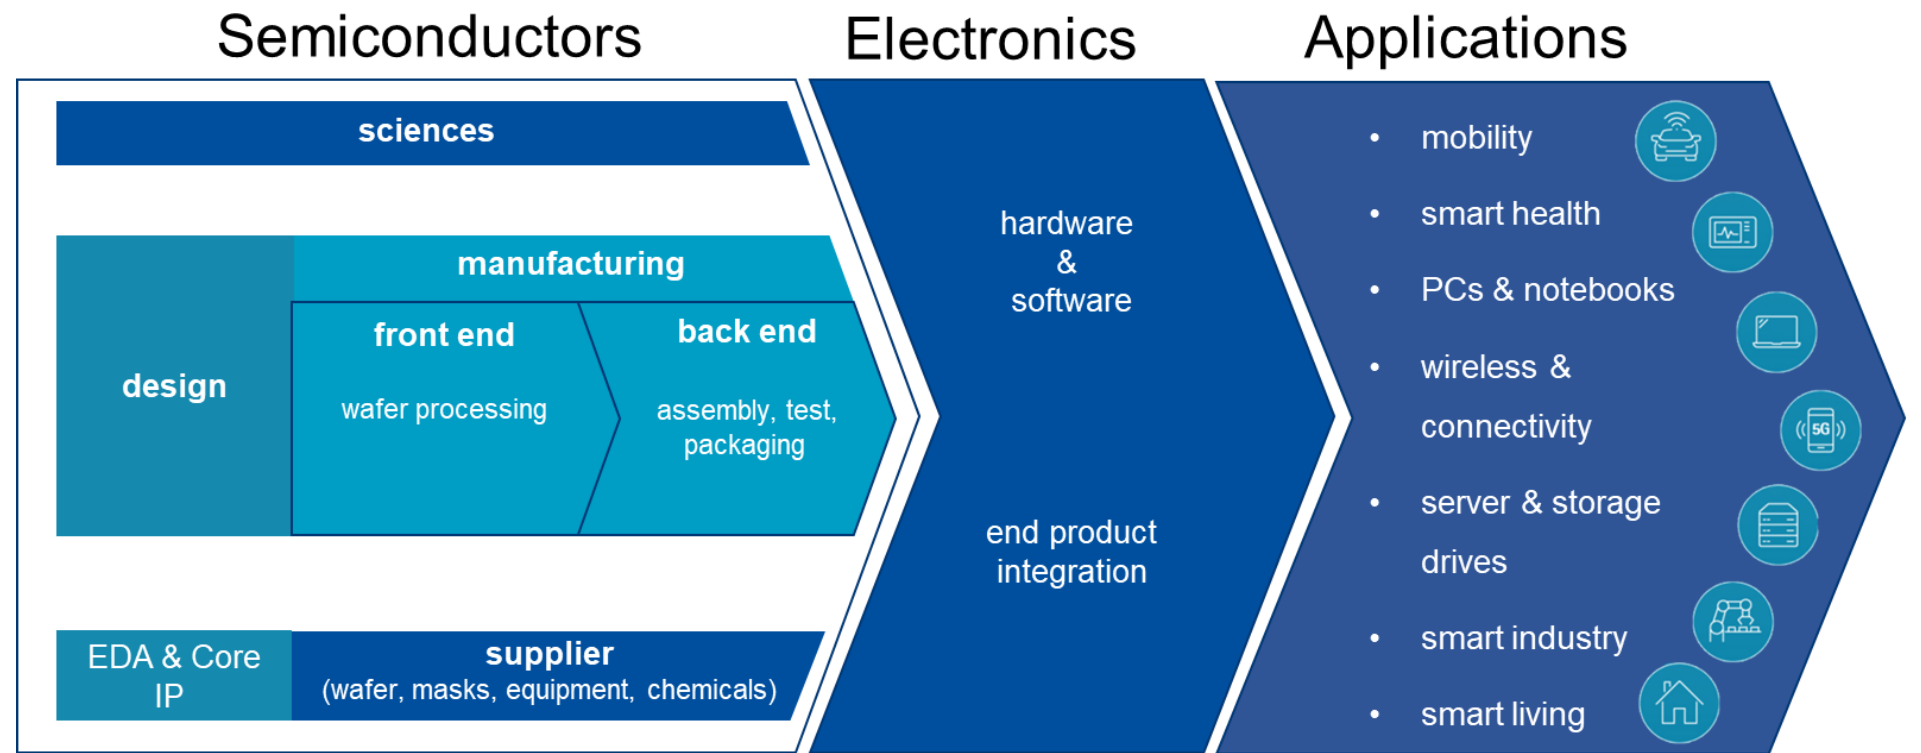 Semiconductors
Electronics
Applications
sciences
design
manufacturing
front end
wafer processing
back end
assembly, test,
packaging
EDA & Core
IP
supplier
(wafer, masks, equipment, chemicals)
hardware
&
software
end product
integration
• mobility
• smart health
• PCs & notebooks
• wireless &
connectivity
5G
• server & storage
drives
• smart industry
• smart living